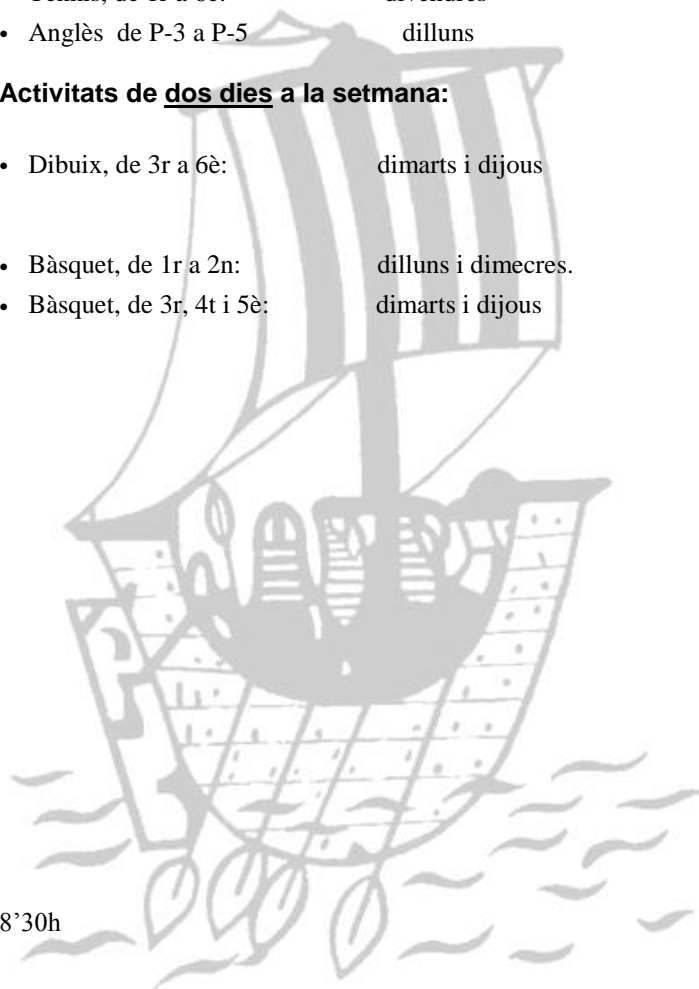 • Anglès de P-3 a P-5 dilluns
Activitats de dos dies a la setmana:
• Dibuix, de 3r a 6è: dimarts i dijous
• Bàsquet, de 1r a 2n: dilluns i dimecres.
• Bàsquet, de 3r, 4t i 5è: dimarts i dijous
8’30h